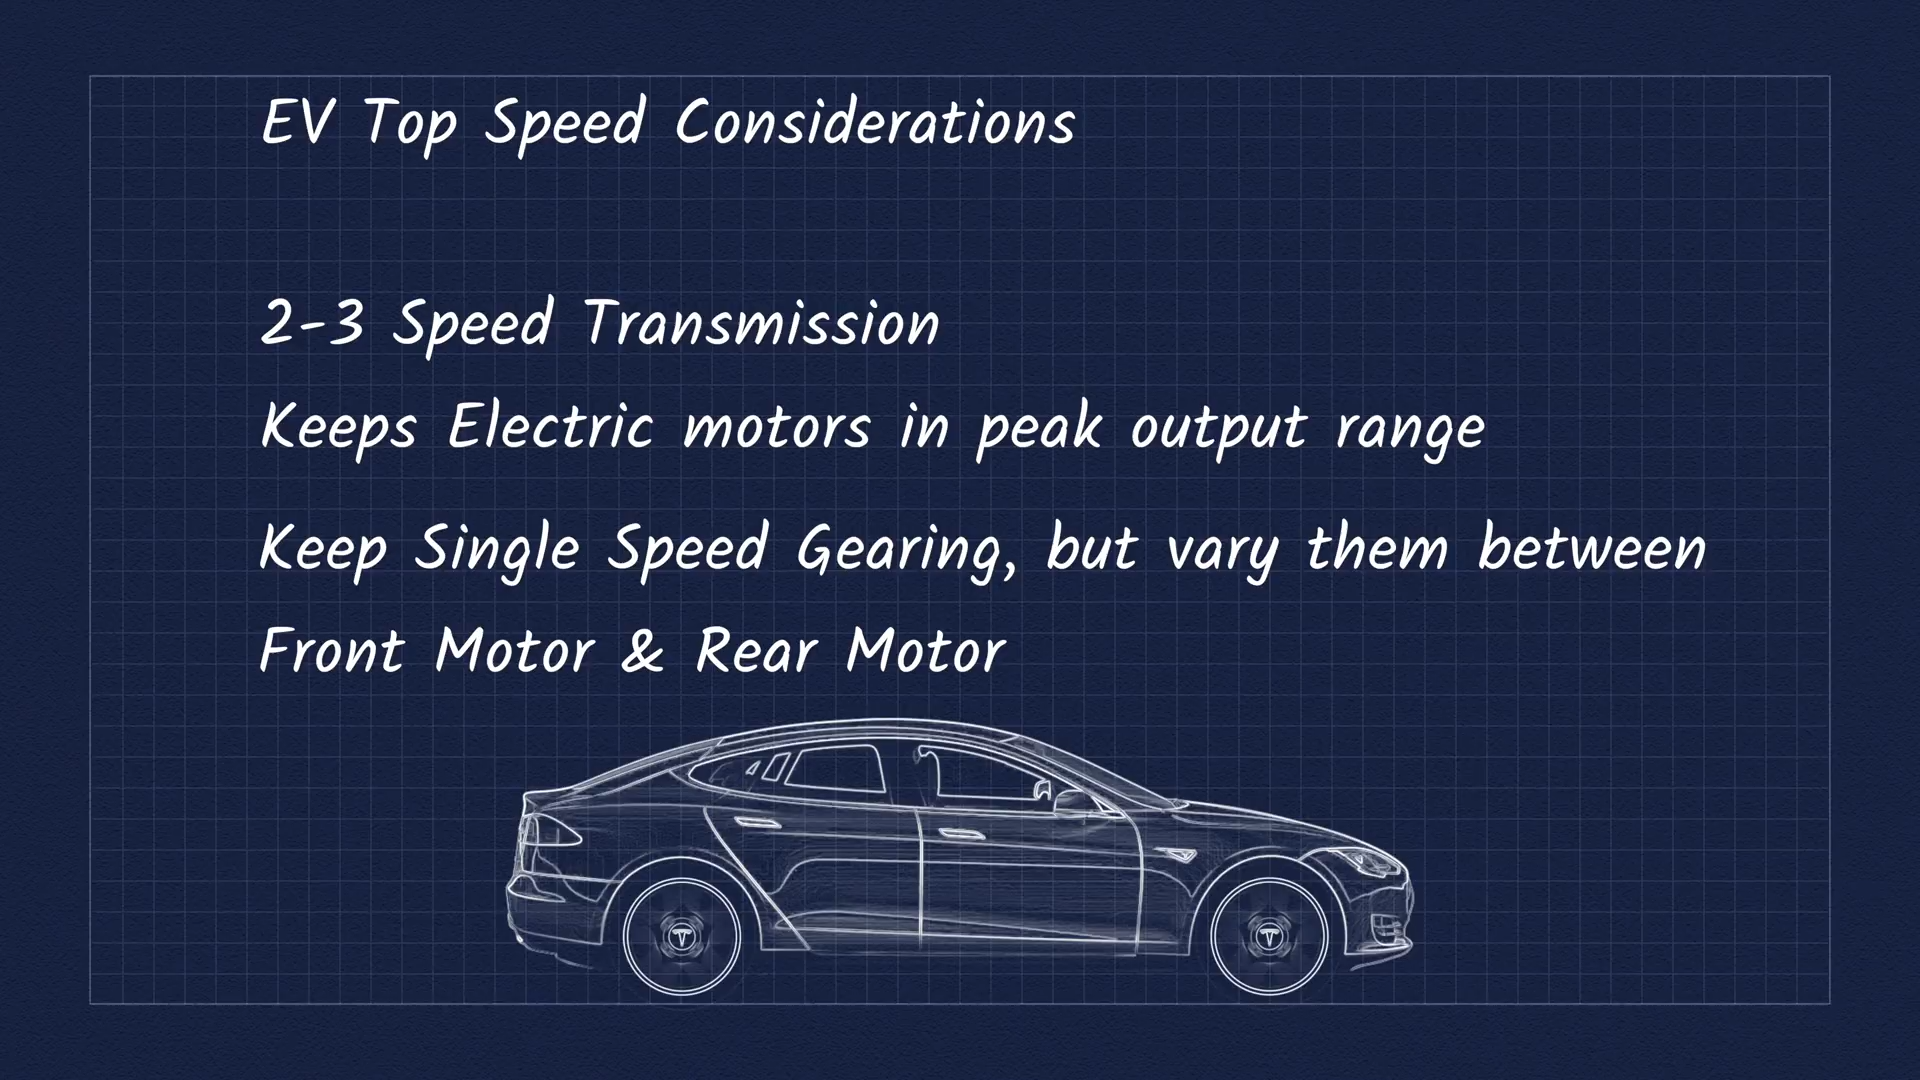 EV Top Speed Considerations
2-3 Speed Transmission
Keeps Electric motors in peak output range
Keep Single Speed Gearing, but vary them between
Front Motor & Rear Motor